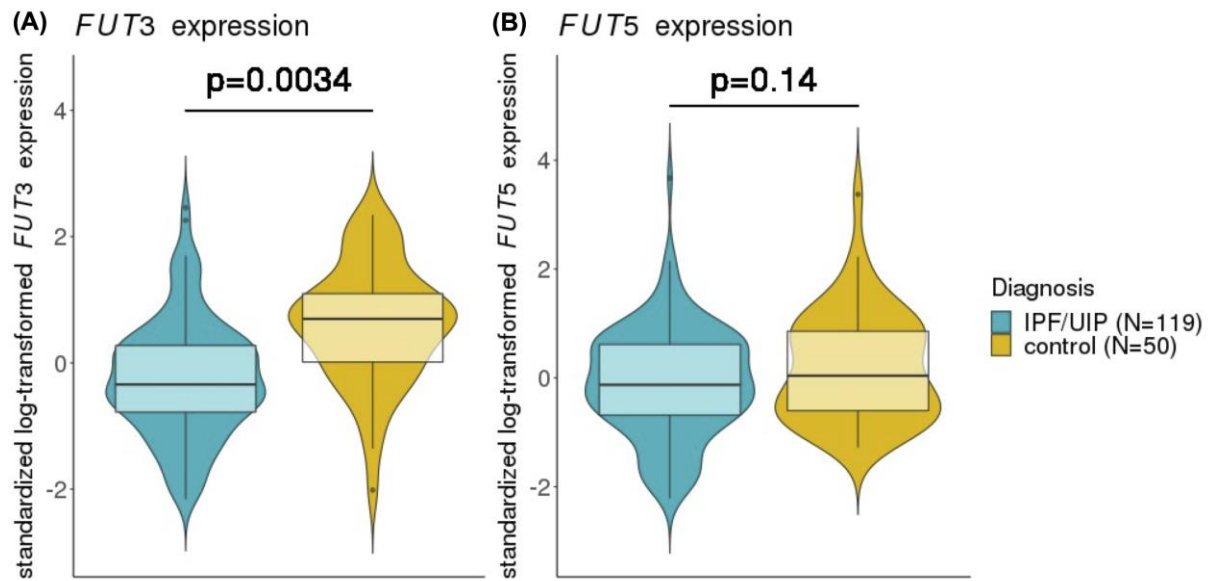 (A) FUT3 expression
standardized log-transformed FUT3 expression
4
2
0
-2
p=0.0034
(B) FUT5 expression
standardized log-transformed FUT5 expression
4
2
0
-2
p=0.14
Diagnosis
IPF/UIP (N=119)
control (N=50)